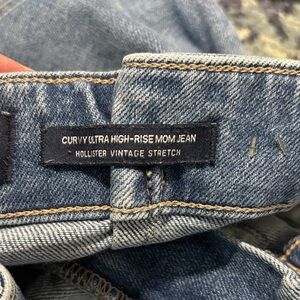 CURVY ULTRA HIGH-RISE MOM JEAN
HOLLISTER VINTAGE STRETCH